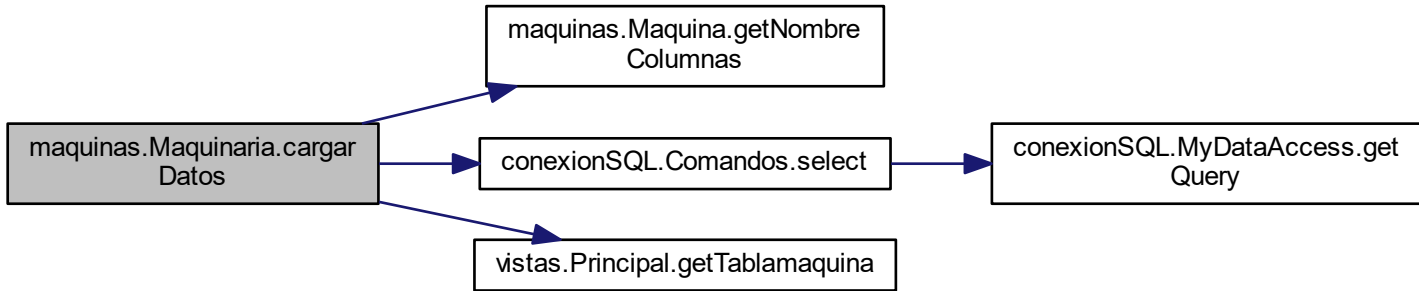 maquinas.Maquina.getNombre
Columnas
maquinas.Maquinaria.cargar
Datos
conexionSQL.Comandos.select
conexionSQL.MyDataAccess.get
Query
vistas.Principal.getTablamaquina